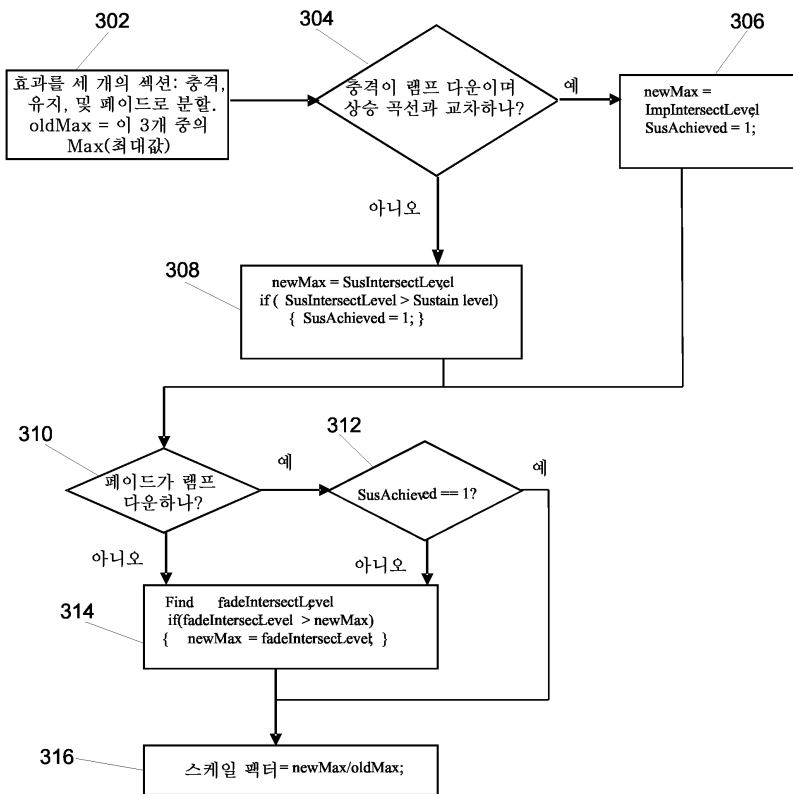 302
효과를 세 개의 섹션: 충격,
유지, 및 페이드로 분할.
oldMax = 이 3개 중의
Max(최대값)
304
충격이 램프 다운이며
상승 곡선과 교차하나?
예
306
newMax =
ImpIntersectLevel;
SusAchieved = 1;
아니오
308
newMax = SusIntersectLevel;
if ( SusIntersectLevel > Sustain level)
{ SusAchieved = 1; }
310
페이드가 램프
다운하나?
예
312
SusAchieved == 1?
예
아니오
아니오
314
Find fadeIntersectLevel;
if(fadeIntersecLevel > newMax)
{ newMax = fadeIntersecLevel; }
316
스케일 팩터= newMax/oldMax;